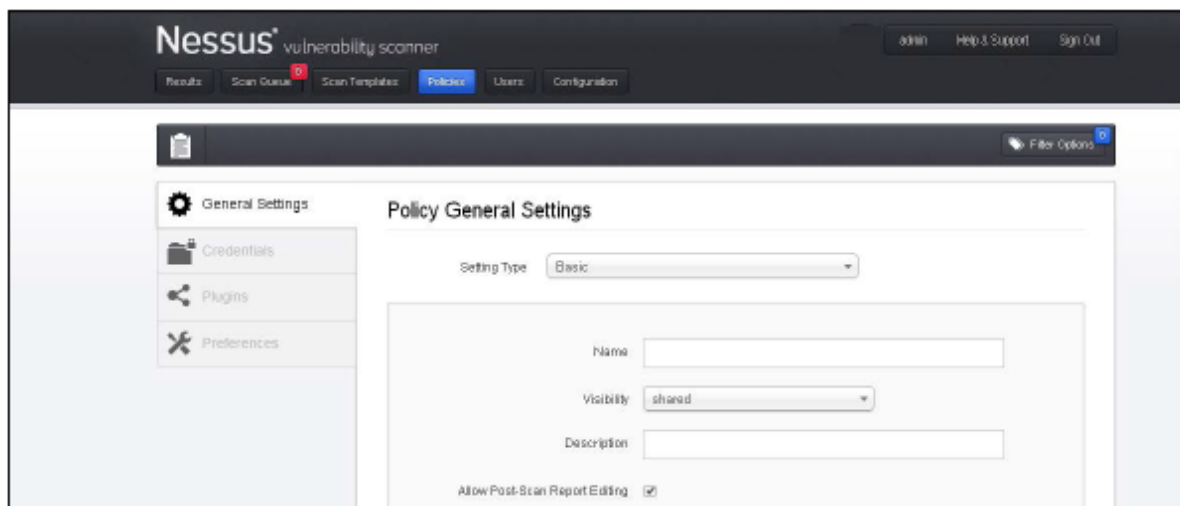 Nessus® vulnerability scanner
admin Help & Support Sign Out
Results Scan Queue 0 Scan Templates Policies Users Configuration
Filter Options 0
General Settings
Policy General Settings
Credentials
Setting Type Basic
Plugins
Preferences
Name
Visibility shared
Description
Allow Post-Scan Report Editing